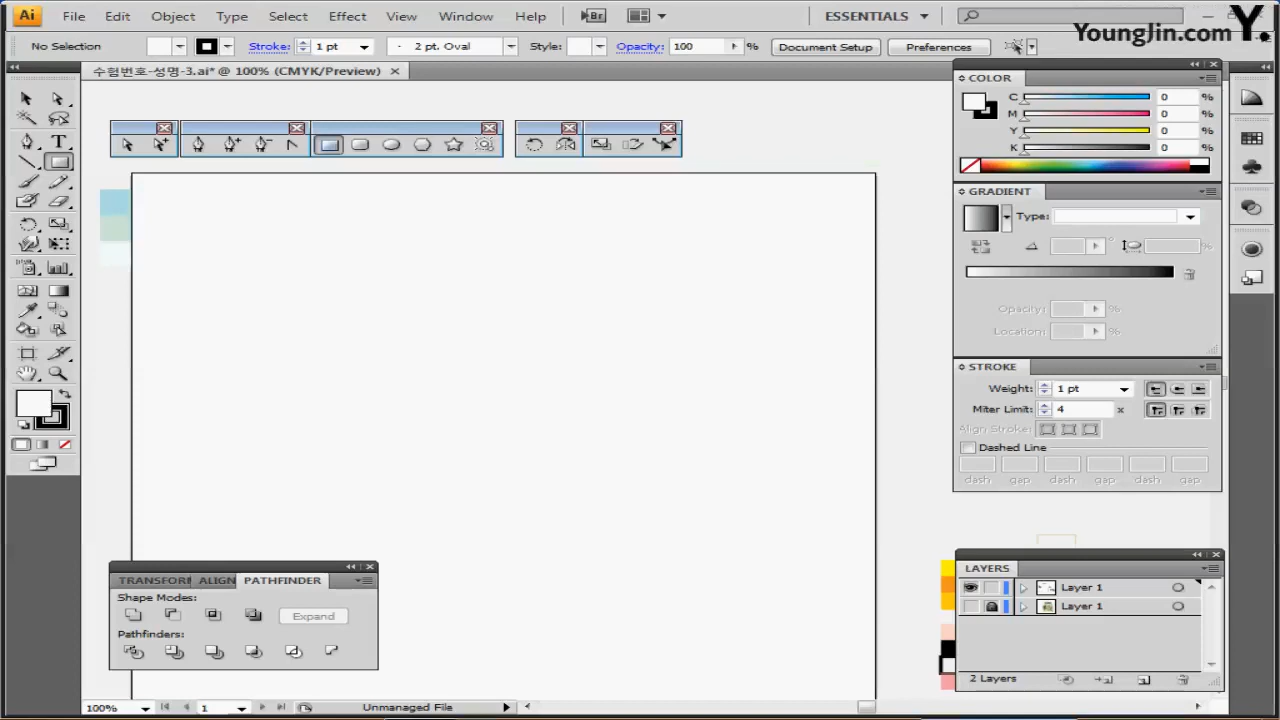 Ai File Edit Object Type Select Effect View Window Help Br ESSENTIALS
YoungJin.com Y.
No Selection Stroke: 1 pt 2 pt. Oval Style: Opacity: 100 % Document Setup Preferences
수험번호-성명-3.ai* @ 100% (CMYK/Preview)
COLOR
C 0 %
M 0 %
Y 0 %
K 0 %
GRADIENT
Type:
Opacity: %
Location: %
STROKE
Weight: 1 pt
Miter Limit: 4 x
Align Stroke:
Dashed Line
dash gap dash gap dash gap
TRANSFORM ALIGN PATHFINDER
Shape Modes:
Expand
Pathfinders:
LAYERS
Layer 1
Layer 1
2 Layers
100% 1 Unmanaged File